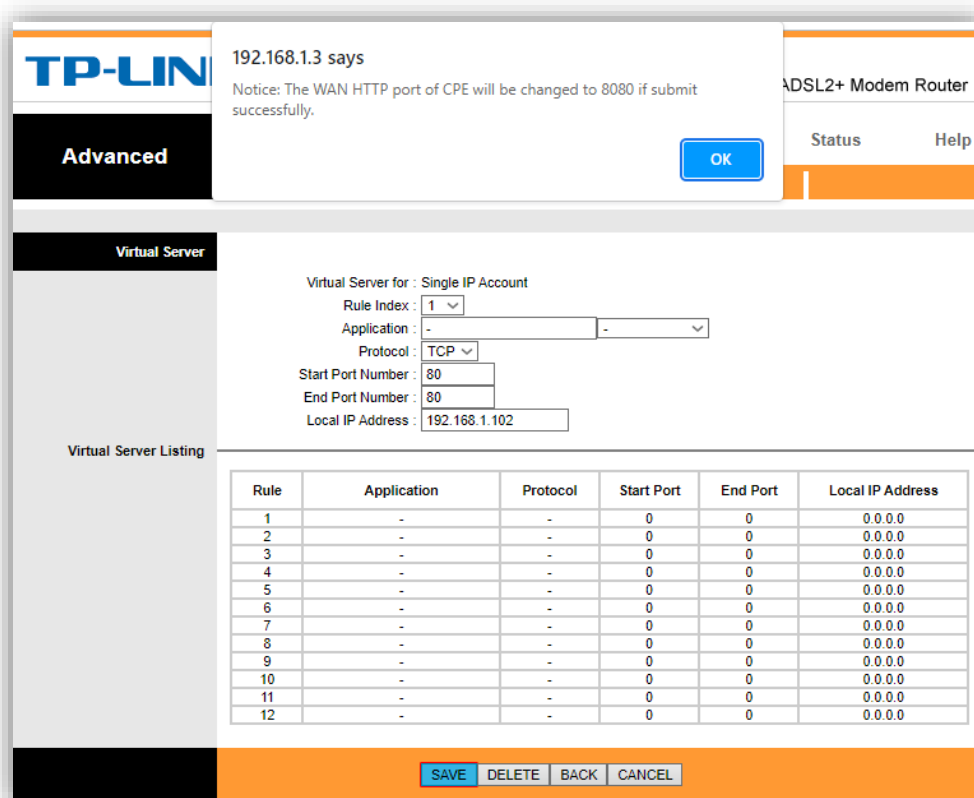 TP-LIN
192.168.1.3 says
Notice: The WAN HTTP port of CPE will be changed to 8080 if submit
successfully.
OK
ADSL2+ Modem Router
Advanced
Status Help
Virtual Server
Virtual Server for : Single IP Account
Rule Index : 1
Application : - -
Protocol : TCP
Start Port Number : 80
End Port Number : 80
Local IP Address : 192.168.1.102
Virtual Server Listing
Rule Application Protocol Start Port End Port Local IP Address
1 - - 0 0 0.0.0.0
2 - - 0 0 0.0.0.0
3 - - 0 0 0.0.0.0
4 - - 0 0 0.0.0.0
5 - - 0 0 0.0.0.0
6 - - 0 0 0.0.0.0
7 - - 0 0 0.0.0.0
8 - - 0 0 0.0.0.0
9 - - 0 0 0.0.0.0
10 - - 0 0 0.0.0.0
11 - - 0 0 0.0.0.0
12 - - 0 0 0.0.0.0
SAVE DELETE BACK CANCEL